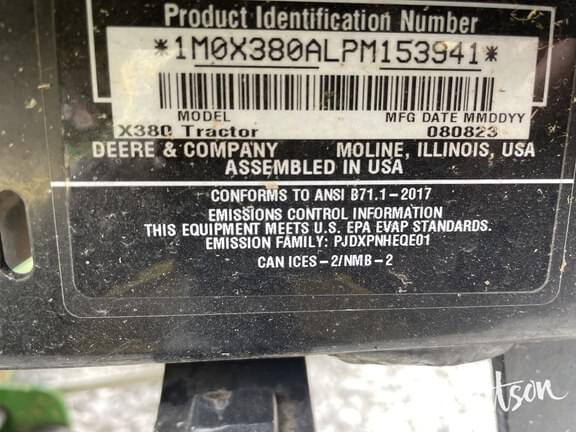 Product Identification Number
*1M0X380ALPM153941*
MODEL MFG DATE MMDDYY
X380 Tractor 080823
DEERE & COMPANY MOLINE, ILLINOIS, USA
ASSEMBLED IN USA
CONFORMS TO ANSI B71.1-2017
EMISSIONS CONTROL INFORMATION
THIS EQUIPMENT MEETS U.S. EPA EVAP STANDARDS.
EMISSION FAMILY: PJDXPNHEQE01
CAN ICES-2/NMB-2